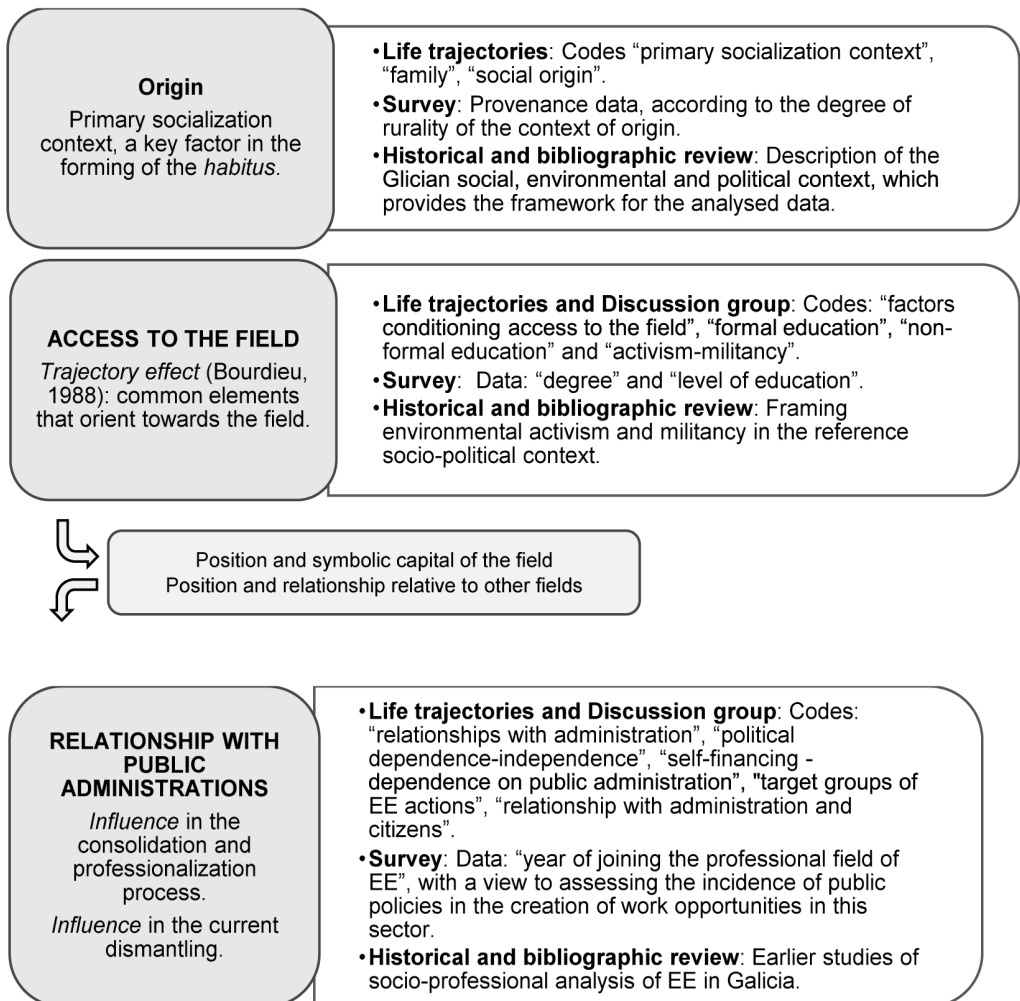 Origin
Primary socialization
context, a key factor in the
forming of the habitus.
•Life trajectories: Codes “primary socialization context”,
“family”, “social origin”.
•Survey: Provenance data, according to the degree of
rurality of the context of origin.
•Historical and bibliographic review: Description of the
Glician social, environmental and political context, which
provides the framework for the analysed data.
ACCESS TO THE FIELD
Trajectory effect (Bourdieu,
1988): common elements
that orient towards the field.
•Life trajectories and Discussion group: Codes: “factors
conditioning access to the field”, “formal education”, “non-
formal education” and “activism-militancy”.
•Survey: Data: “degree” and “level of education”.
•Historical and bibliographic review: Framing
environmental activism and militancy in the reference
socio-political context.
Position and symbolic capital of the field
Position and relationship relative to other fields
RELATIONSHIP WITH
PUBLIC
ADMINISTRATIONS
Influence in the
consolidation and
professionalization
process.
Influence in the current
dismantling.
•Life trajectories and Discussion group: Codes:
“relationships with administration”, “political
dependence-independence”, “self-financing -
dependence on public administration”, "target groups of
EE actions”, “relationship with administration and
citizens”.
•Survey: Data: “year of joining the professional field of
EE”, with a view to assessing the incidence of public
policies in the creation of work opportunities in this
sector.
•Historical and bibliographic review: Earlier studies of
socio-professional analysis of EE in Galicia.